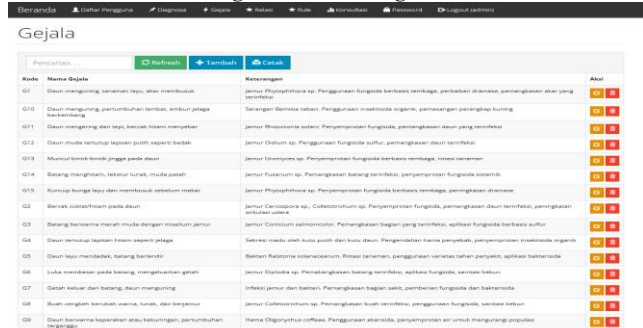 Beranda Daftar Pengguna Diagnosa Gejala Relasi Rule Konsultasi Password Logout (admin)
Gejala
Pencarian. . . Refresh Tambah Cetak
Kode Nama Gejala Keterangan Aksi
G1 Daun menguning, tanaman layu, akar membusuk Jamur Phytophthora sp. Penggunaan fungisida berbasis tembaga, perbaikan drainase, pemangkasan akar yang
terinfeksi
G10 Daun menguning, pertumbuhan lambat, embun jelaga Serangan Bemisia tabaci. Penggunaan insektisida organik, pemasangan perangkap kuning
berkembang
G11 Daun mengering dari tepi, bercak hitam menyebar Jamur solani. Penyemprotan fungisida, pemangkasan daun yang terinfeksi
G12 Daun muda tertutup lapisan putih seperti bedak Jamur Oidium sp. Penggunaan fungisida sulfur, pemangkasan daun terinfeksi
G13 Muncul bintik-bintik jingga pada daun Jamur Uromyces sp. Penyemprotan fungisida berbasis tembaga, rotasi tanaman
G14 Batang menghitam, tekstur lunak, mudah patah Jamur Fusarium sp. Pemangkasan batang terinfeksi, penyemprotan fungisida sistemik
G15 Kuncup bunga layu dan membusuk sebelum mekar Jamur Phytophthora sp. Penyemprotan fungisida berbasis tembaga, peningkatan drainase
G2 Bercak coklat/hitam pada daun Jamur Cercospora sp., Colletotrichum sp. Penyemprotan fungisida, pemangkasan daun terinfeksi, peningkatan
sirkulasi udara
G3 Batang berwarna merah muda dengan miselium jamur Jamur Corticium salmonicolor. Pemangkasan bagian yang terinfeksi, aplikasi fungisida berbasis sulfur
G4 Daun tertutup lapisan hitam seperti jelaga Sekresi madu oleh kutu putih dan kutu daun. Pengendalian hama penyebab, penyemprotan insektisida organik
G5 Daun layu mendadak, batang berlendir Bakteri Ralstonia solanacearum. Rotasi tanaman, penggunaan varietas tahan penyakit, aplikasi bakterisida
G6 Luka membesar pada batang, mengeluarkan getah Jamur Diplodia sp. Pemangkasan batang terinfeksi, aplikasi fungisida, sanitasi kebun
G7 Getah keluar dari batang, daun menguning Infeksi jamur dan bakteri. Pemangkasan bagian sakit, pemberian fungisida dan bakterisida
G8 Buah cengkeh berubah warna, lunak, dan berjamur Jamur Colletotrichum sp. Pemangkasan buah terinfeksi, penggunaan fungisida, sanitasi kebun
G9 Daun berwarna keperakan atau kekuningan, pertumbuhan Hama Oligonychus coffeae. Penggunaan akarisida, penyemprotan air untuk mengurangi populasi
terganggu